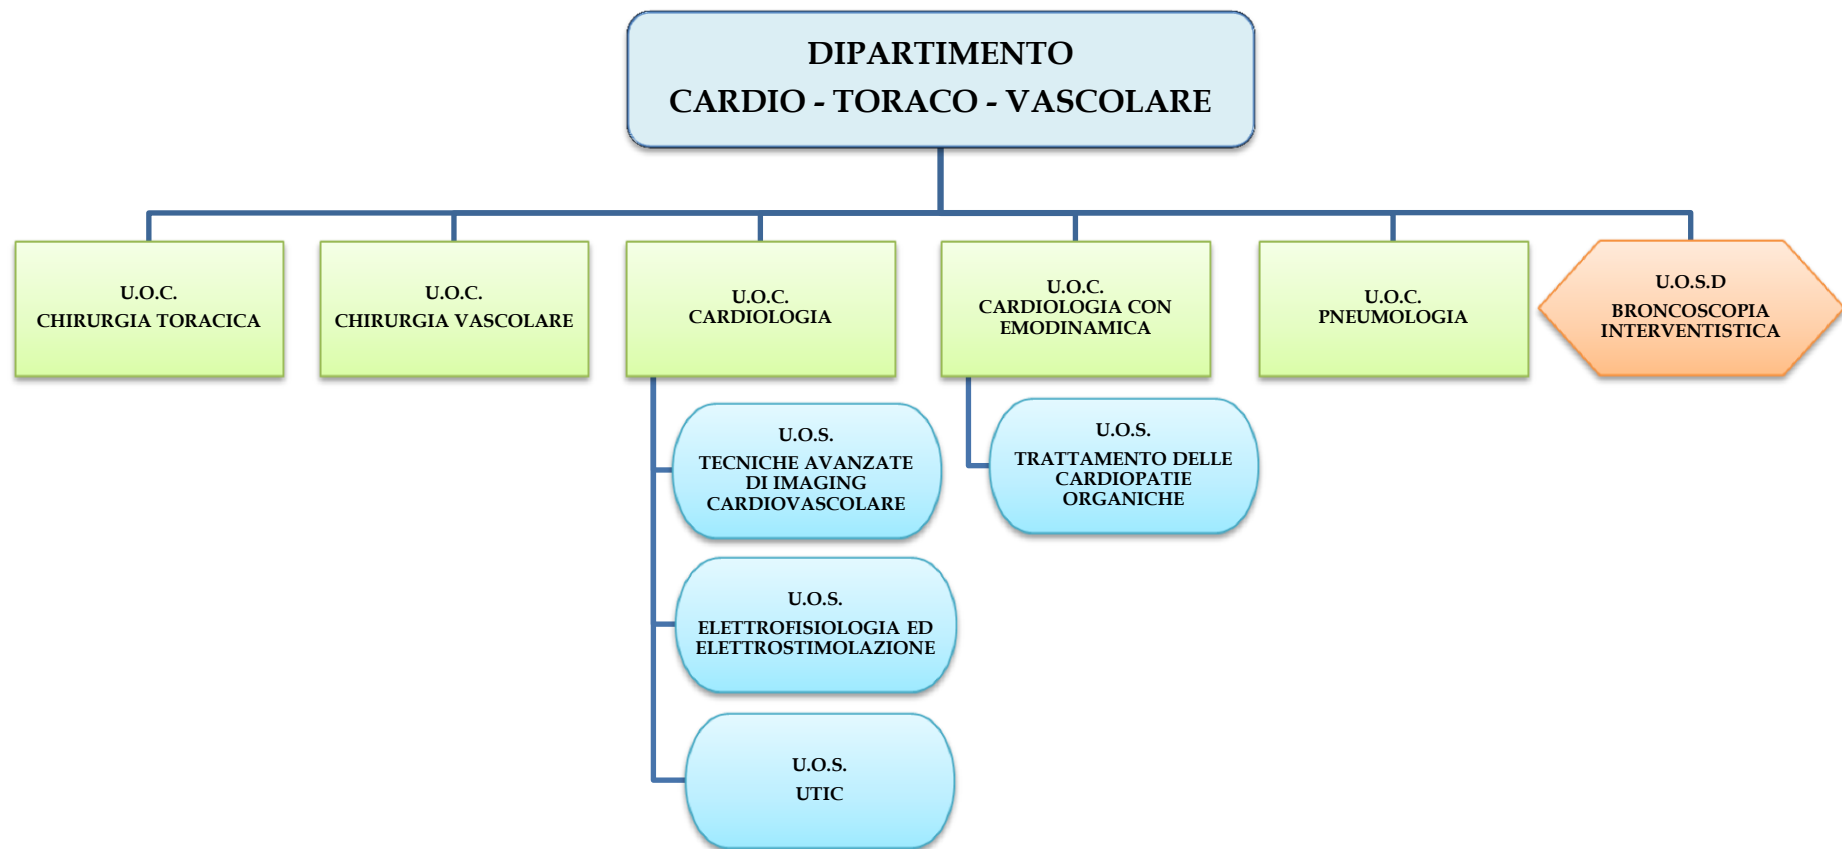 DIPARTIMENTO
CARDIO - TORACO - VASCOLARE
U.O.C.
CHIRURGIA TORACICA
U.O.C.
CHIRURGIA VASCOLARE
U.O.C.
CARDIOLOGIA
U.O.C.
CARDIOLOGIA CON
EMODINAMICA
U.O.C.
PNEUMOLOGIA
U.O.S.D
BRONCOSCOPIA
INTERVENTISTICA
U.O.S.
TECNICHE AVANZATE
DI IMAGING
CARDIOVASCOLARE
U.O.S.
TRATTAMENTO DELLE
CARDIOPATIE
ORGANICHE
U.O.S.
ELETTROFISIOLOGIA ED
ELETTROSTIMOLAZIONE
U.O.S.
UTIC